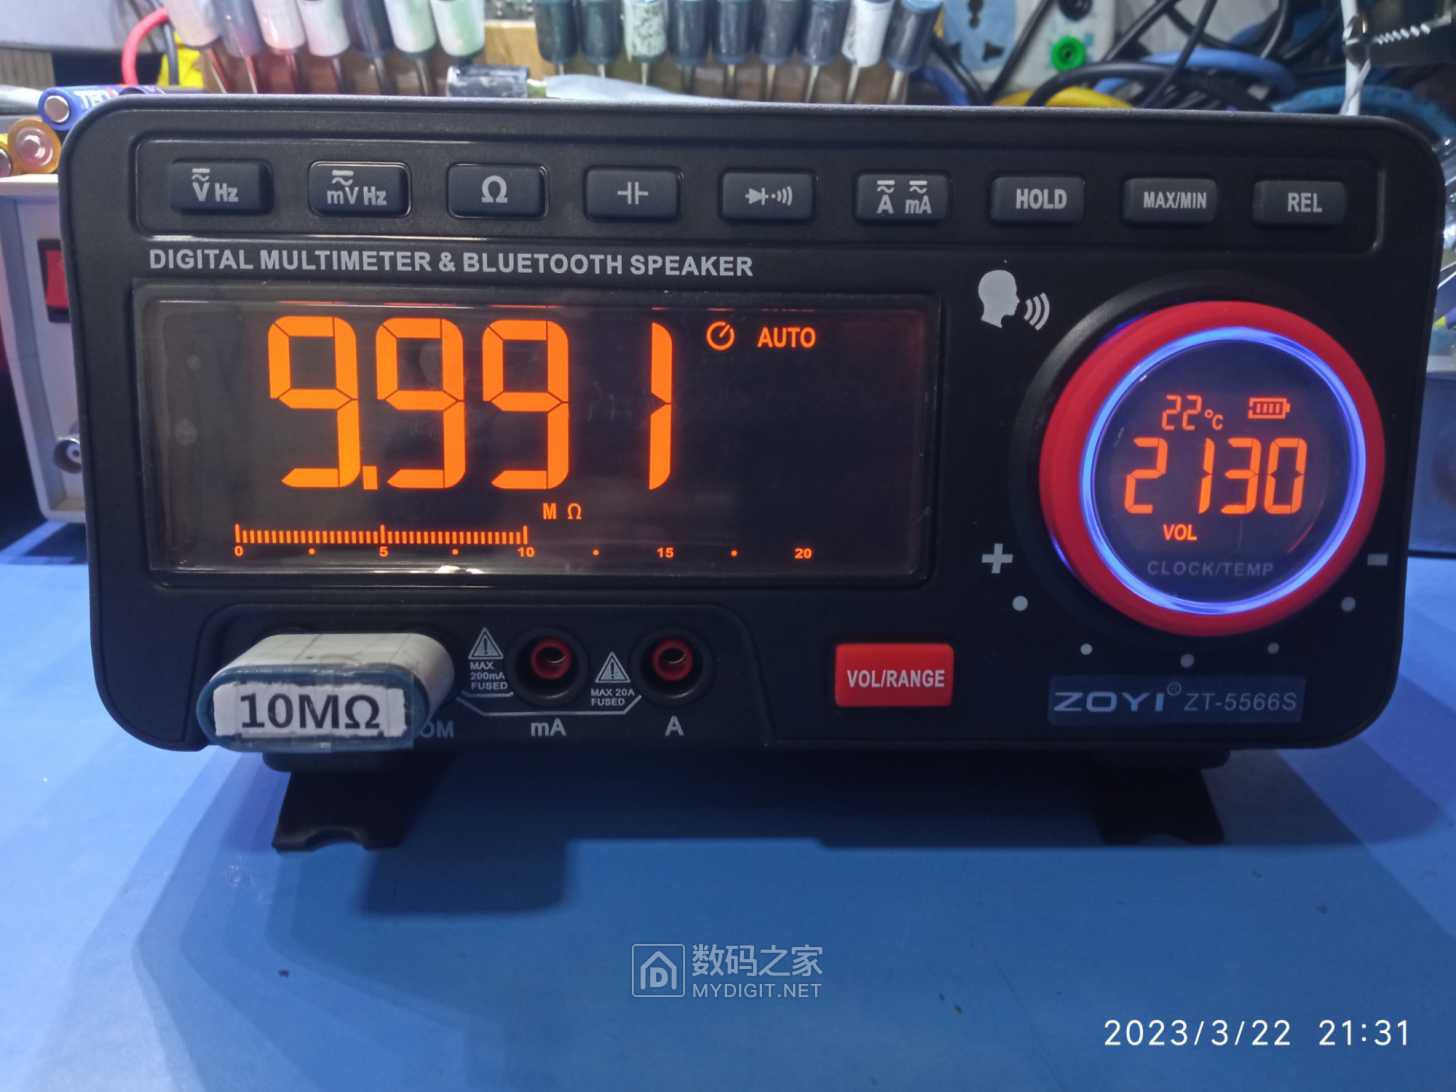 V Hz
mV Hz
Ω
A mA
HOLD
MAX/MIN
REL
DIGITAL MULTIMETER & BLUETOOTH SPEAKER
9.991
AUTO
M Ω
0 5 10 15 20
22°C
2130
VOL
CLOCK/TEMP
+
-
10MΩ
OM
MAX
200mA
FUSED
mA
MAX 20A
FUSED
A
VOL/RANGE
ZOYI® ZT-5566S
数码之家
MYDIGIT.NET
2023/3/22 21:31